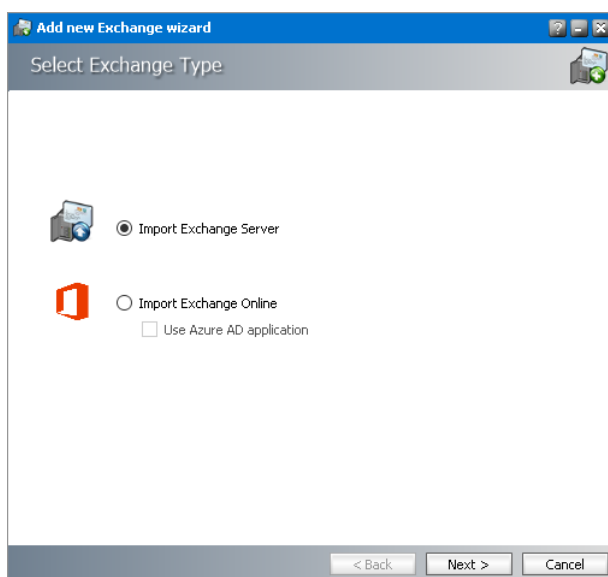 Add new Exchange wizard
Select Exchange Type
Import Exchange Server
Import Exchange Online
Use Azure AD application
< Back Next > Cancel